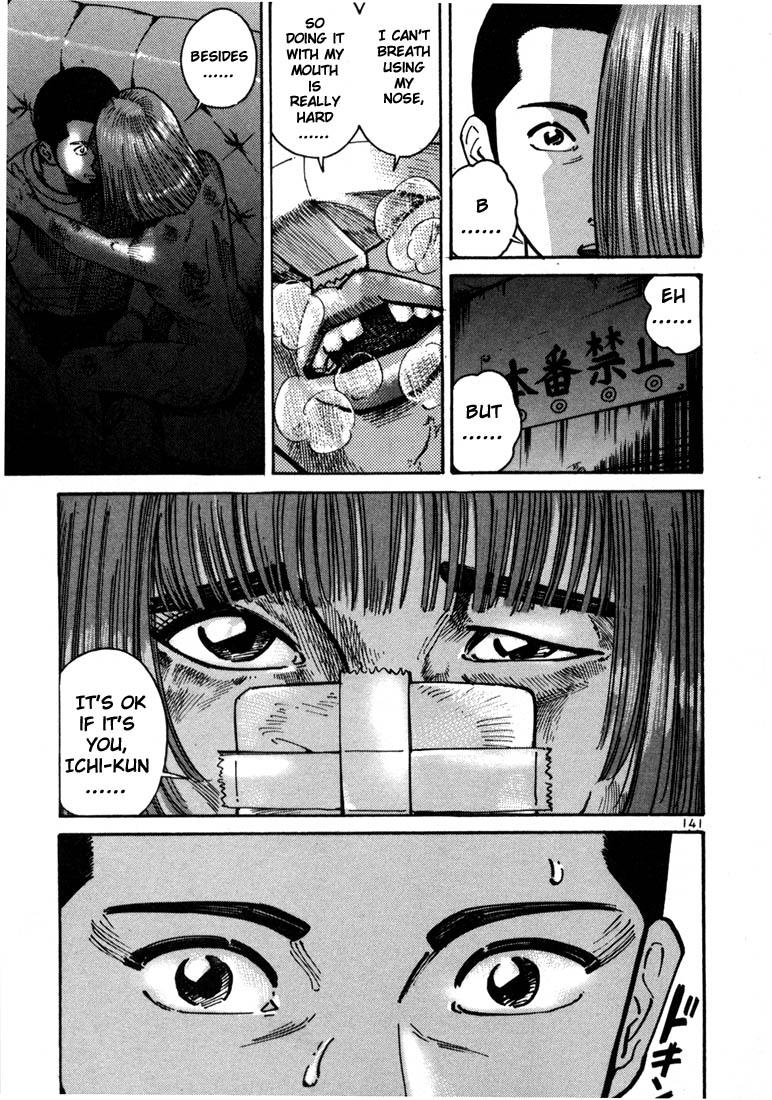 B
......
EH
......
本番禁止
BUT
......
I CAN'T
BREATH
USING
MY
NOSE,
SO
DOING IT
WITH MY
MOUTH
IS
REALLY
HARD
......
BESIDES
......
IT'S OK
IF IT'S
YOU,
ICHI-KUN
......
141
ドキン